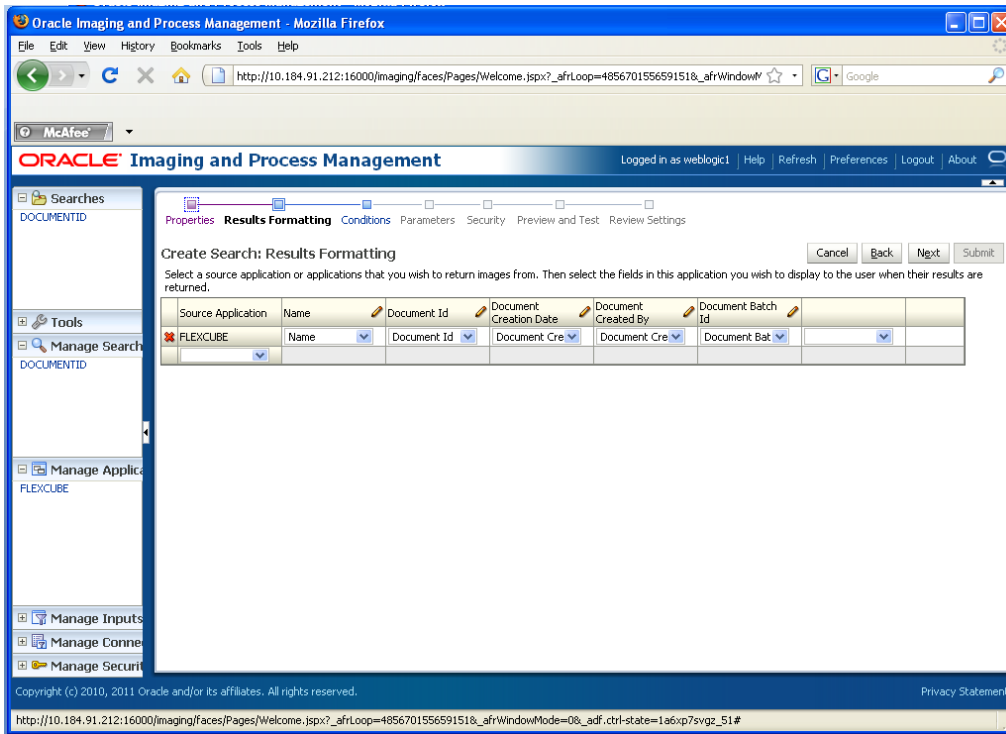 Oracle Imaging and Process Management - Mozilla Firefox
File Edit View History Bookmarks Tools Help
http://10.184.91.212:16000/imaging/faces/Pages/Welcome.jspx?_afrLoop=485670155659151&_afrWindowM
G Google
McAfee
ORACLE Imaging and Process Management
Logged in as weblogic1 Help Refresh Preferences Logout About
Searches
DOCUMENTID
Properties Results Formatting Conditions Parameters Security Preview and Test Review Settings
Create Search: Results Formatting
Cancel Back Next Submit
Select a source application or applications that you wish to return images from. Then select the fields in this application you wish to display to the user when their results are
returned.
Source Application Name Document Id Document Creation Date Document Created By Document Batch Id
FLEXCUBE Name Document Id Document Cre Document Cre Document Bat
Tools
Manage Search
DOCUMENTID
Manage Applica
FLEXCUBE
Manage Inputs
Manage Conne
Manage Securit
Copyright (c) 2010, 2011 Oracle and/or its affiliates. All rights reserved.
Privacy Statement
http://10.184.91.212:16000/imaging/faces/Pages/Welcome.jspx?_afrLoop=485670155659151&_afrWindowMode=0&_adf.ctrl-state=1a6xp7svgz_51#